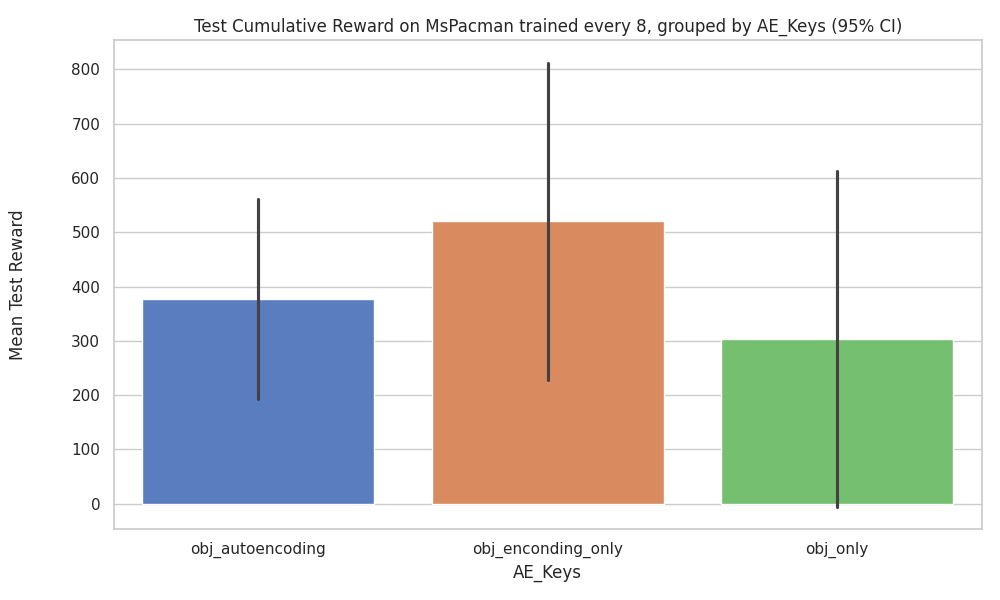 Test Cumulative Reward on MsPacman trained every 8, grouped by AE_Keys (95% CI)
800
700
600
500
400
300
200
100
0
Mean Test Reward
obj_autoencoding
obj_enconding_only
obj_only
AE_Keys